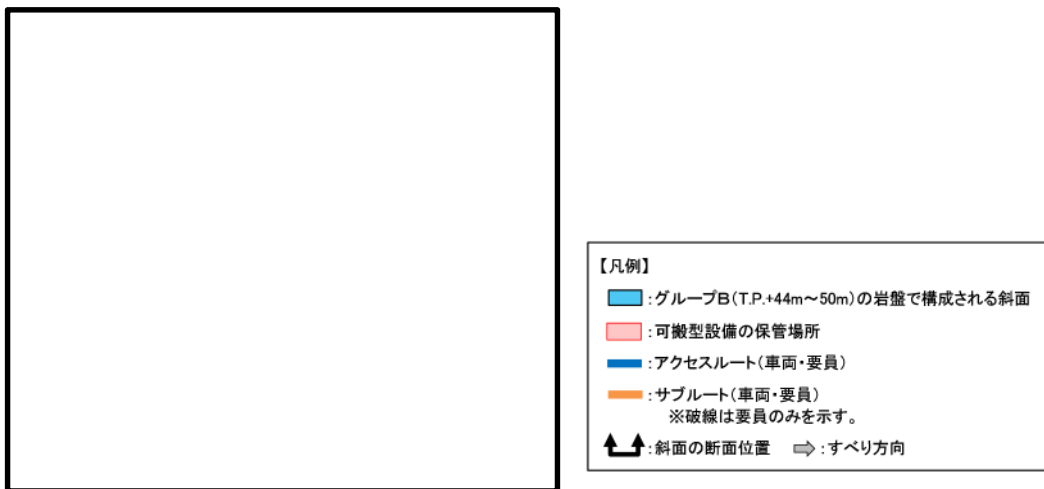 【凡例】
:グループB(T.P.+44m~50m)の岩盤で構成される斜面
:可搬型設備の保管場所
:アクセスルート(車両・要員)
:サブルート(車両・要員)
※破線は要員のみを示す。
:斜面の断面位置 :すべり方向